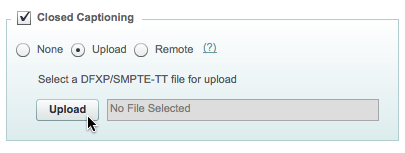 Closed Captioning
None Upload Remote (?)
Select a DFXP/SMPTE-TT file for upload
Upload No File Selected